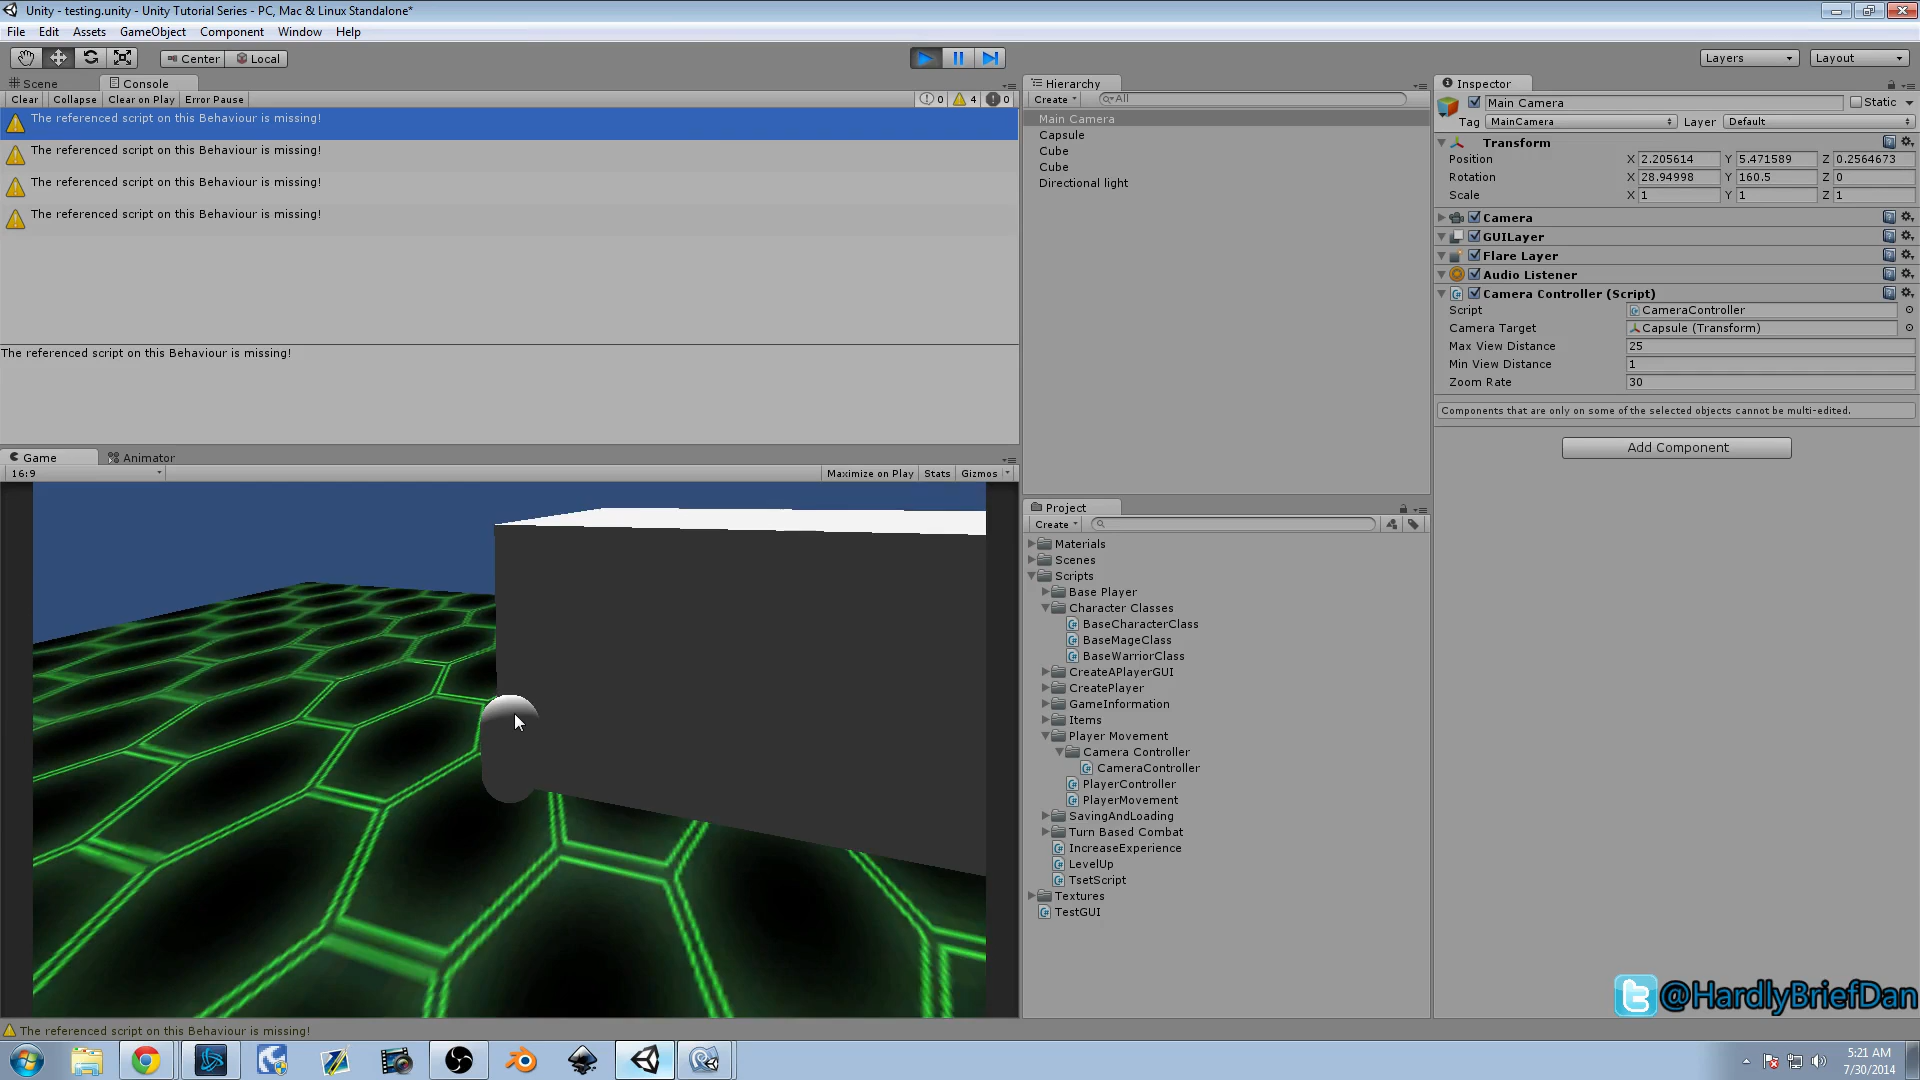 Unity - testing.unity - Unity Tutorial Series - PC, Mac & Linux Standalone*
File Edit Assets GameObject Component Window Help
Center Local Layers Layout
Scene Console
Clear Collapse Clear on Play Error Pause 0 4 0
The referenced script on this Behaviour is missing!
The referenced script on this Behaviour is missing!
The referenced script on this Behaviour is missing!
The referenced script on this Behaviour is missing!
The referenced script on this Behaviour is missing!
Game Animator
16:9 Maximize on Play Stats Gizmos
Hierarchy
Create All
Main Camera
Capsule
Cube
Cube
Directional light
Project
Create
Materials
Scenes
Scripts
Base Player
Character Classes
BaseCharacterClass
BaseMageClass
BaseWarriorClass
CreateAPlayerGUI
CreatePlayer
GameInformation
Items
Player Movement
Camera Controller
CameraController
PlayerController
PlayerMovement
SavingAndLoading
Turn Based Combat
IncreaseExperience
LevelUp
TsetScript
Textures
TestGUI
Inspector
Main Camera Static
Tag MainCamera Layer Default
Transform
Position X 2.205614 Y 5.471589 Z 0.2564673
Rotation X 28.94998 Y 160.5 Z 0
Scale X 1 Y 1 Z 1
Camera
GUILayer
Flare Layer
Audio Listener
Camera Controller (Script)
Script CameraController
Camera Target Capsule (Transform)
Max View Distance 25
Min View Distance 1
Zoom Rate 30
Components that are only on some of the selected objects cannot be multi-edited.
Add Component
@HardlyBriefDan
The referenced script on this Behaviour is missing!
5:21 AM
7/30/2014